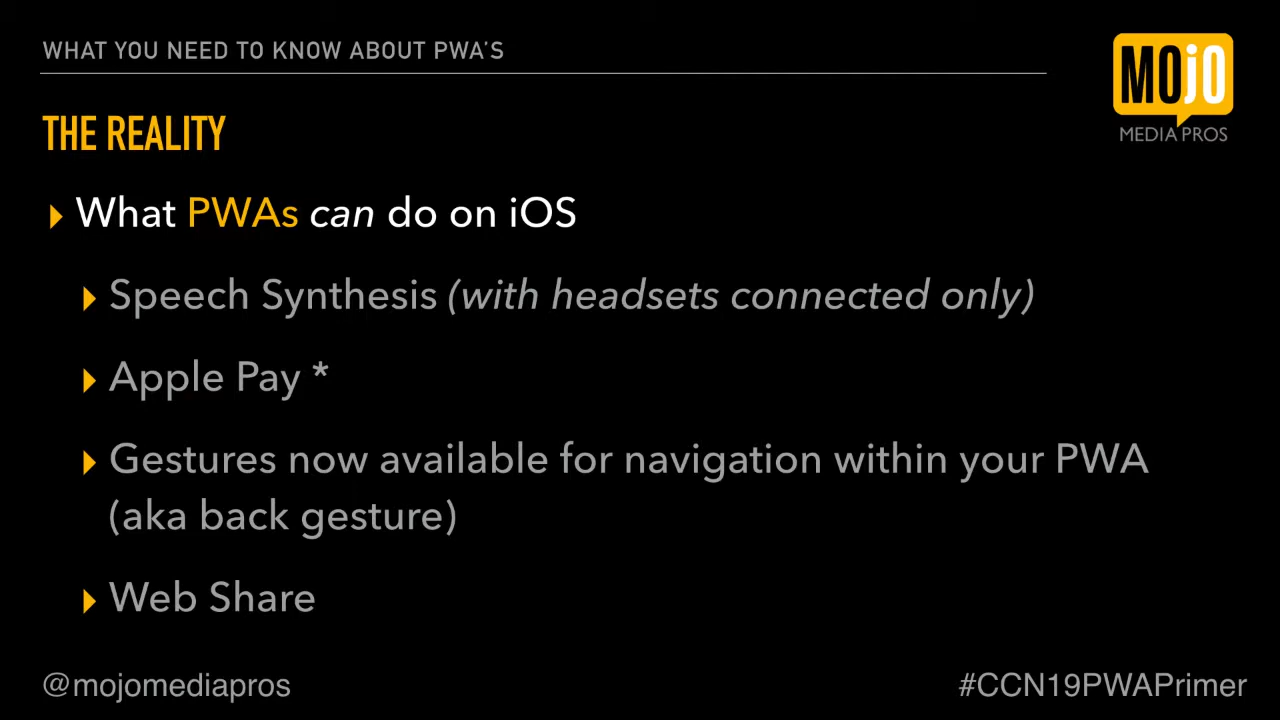 WHAT YOU NEED TO KNOW ABOUT PWA'S
MOjO
MEDIA PROS
THE REALITY
What PWAs can do on iOS
Speech Synthesis (with headsets connected only)
Apple Pay *
Gestures now available for navigation within your PWA
(aka back gesture)
Web Share
@mojomediapros
#CCN19PWAPrimer